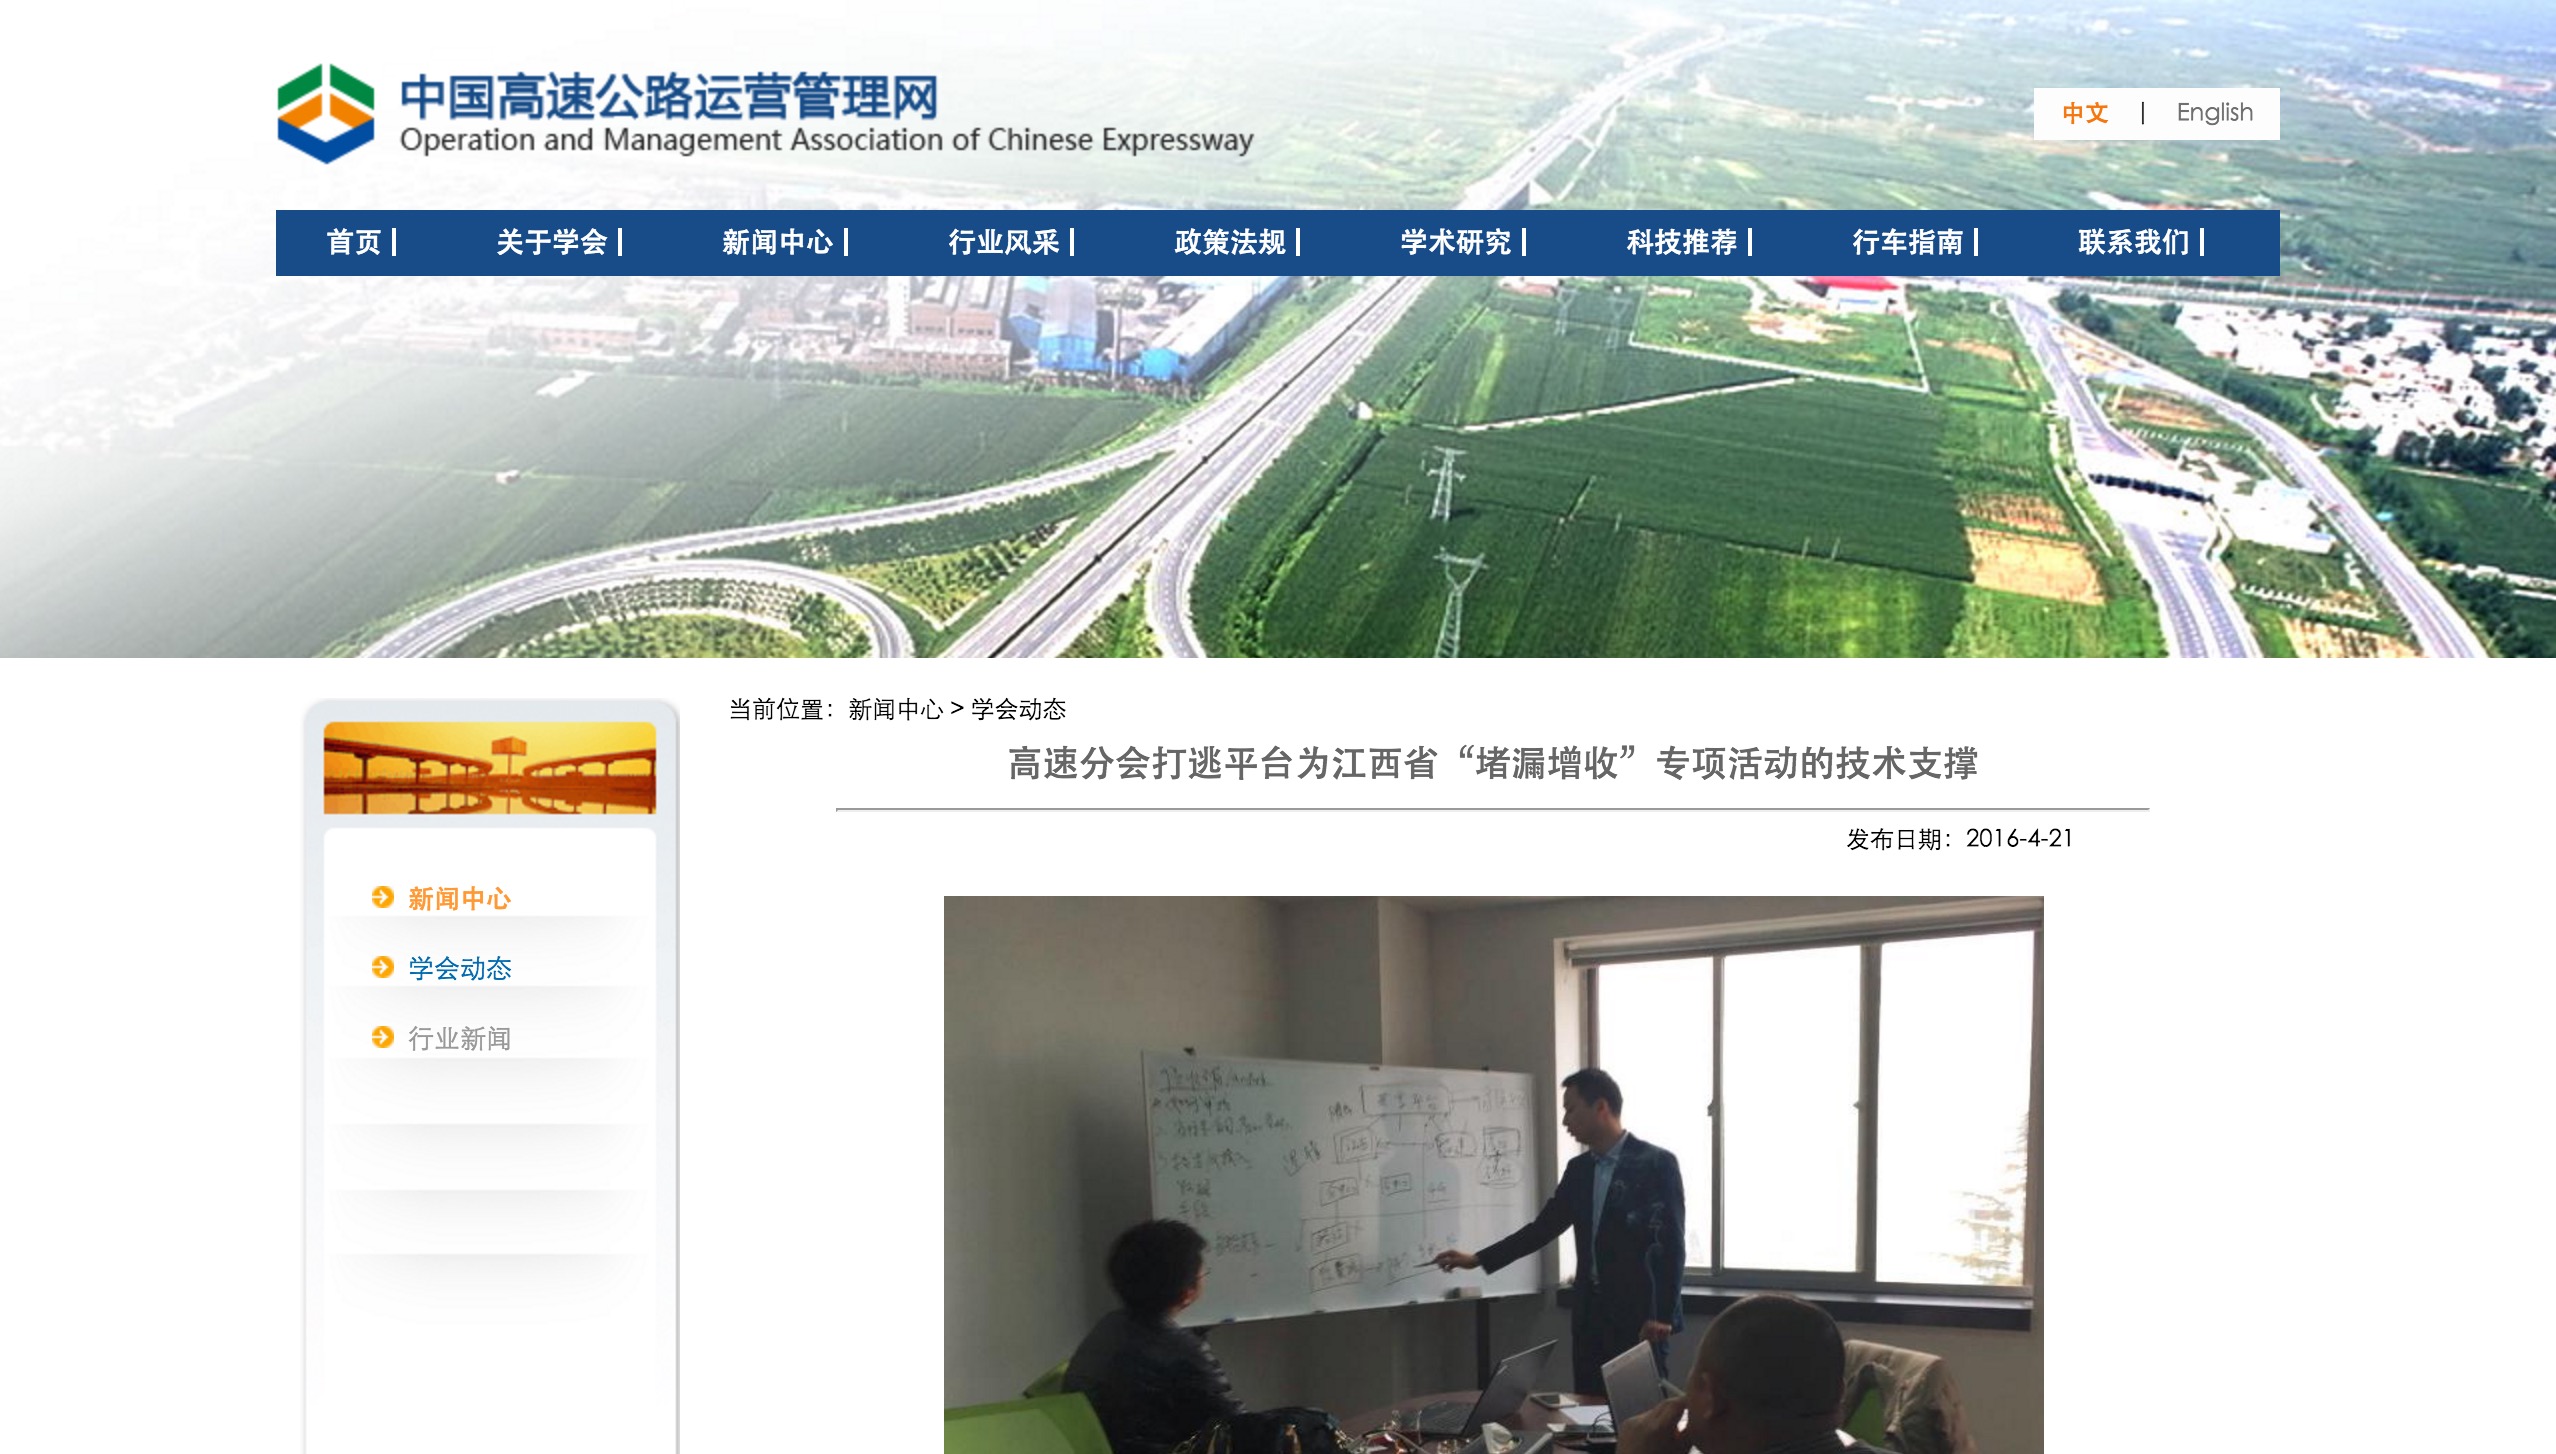 中国高速公路运营管理网
Operation and Management Association of Chinese Expressway
中文 | English
首页 | 关于学会 | 新闻中心 | 行业风采 | 政策法规 | 学术研究 | 科技推荐 | 行车指南 | 联系我们 |
当前位置：新闻中心 > 学会动态
高速分会打逃平台为江西省“堵漏增收”专项活动的技术支撑
发布日期：2016-4-21
新闻中心
学会动态
行业新闻